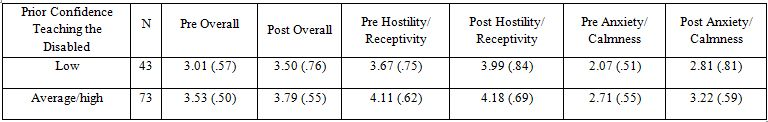 Prior Confidence Teaching the Disabled N Pre Overall Post Overall Pre Hostility/ Receptivity Post Hostility/ Receptivity Pre Anxiety/ Calmness Post Anxiety/ Calmness
Low 43 3.01 (.57) 3.50 (.76) 3.67 (.75) 3.99 (.84) 2.07 (.51) 2.81 (.81)
Average/high 73 3.53 (.50) 3.79 (.55) 4.11 (.62) 4.18 (.69) 2.71 (.55) 3.22 (.59)